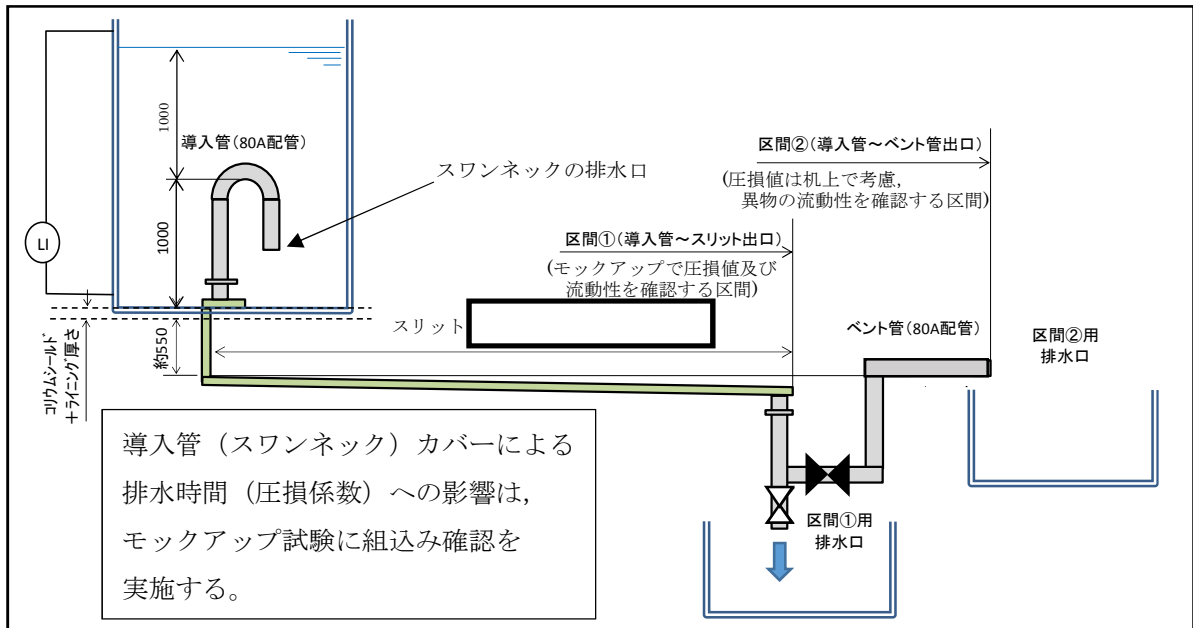 1000
導入管(80A配管)
スワンネックの排水口
LI
1000
区間②(導入管～ベント管出口)
(圧損値は机上で考慮,
異物の流動性を確認する区間)
区間①(導入管～スリット出口)
(モックアップで圧損値及び
流動性を確認する区間)
スリット
ベント管(80A配管)
区間②用
排水口
コリウムシールド
＋ライニング厚さ
約550
導入管（スワンネック）カバーによる
排水時間（圧損係数）への影響は,
モックアップ試験に組込み確認を
実施する。
区間①用
排水口